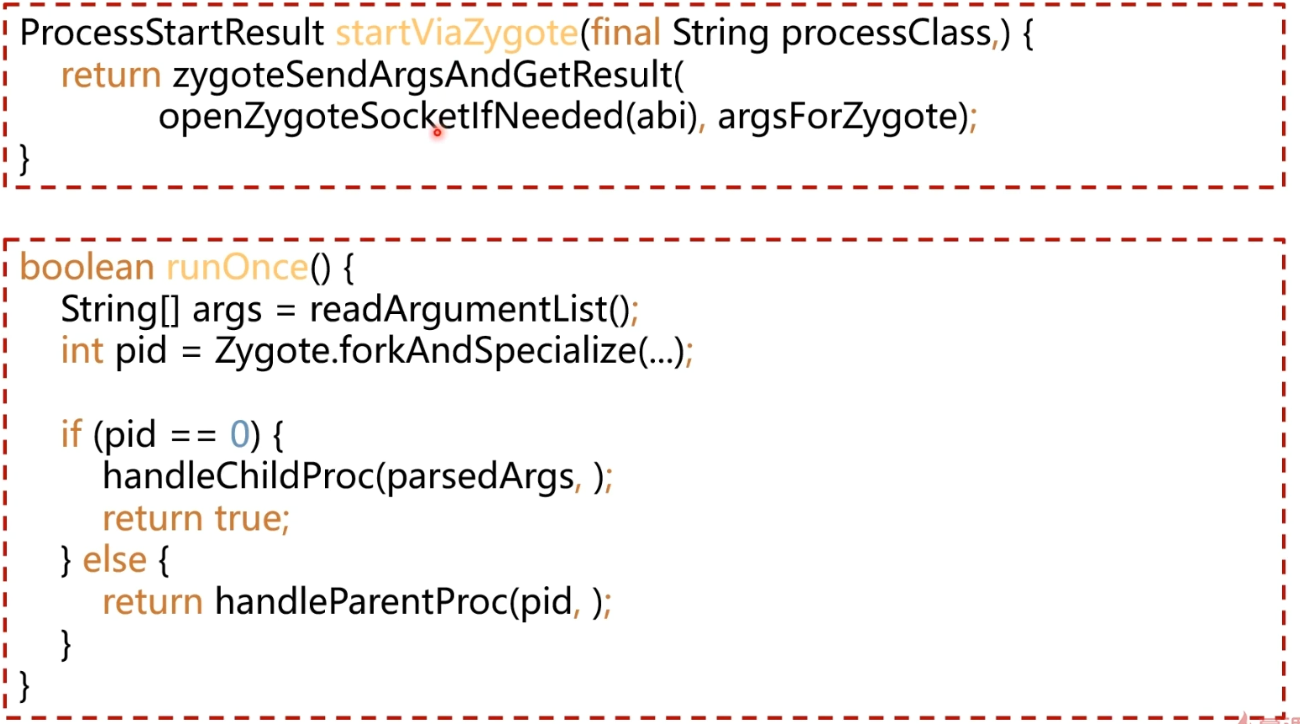 ProcessStartResult startViaZygote(final String processClass,) {
return zygoteSendArgsAndGetResult(
openZygoteSocketIfNeeded(abi), argsForZygote);
}
boolean runOnce() {
String[] args = readArgumentList();
int pid = Zygote.forkAndSpecialize(...);
if (pid == 0) {
handleChildProc(parsedArgs, );
return true;
} else {
return handleParentProc(pid, );
}
}